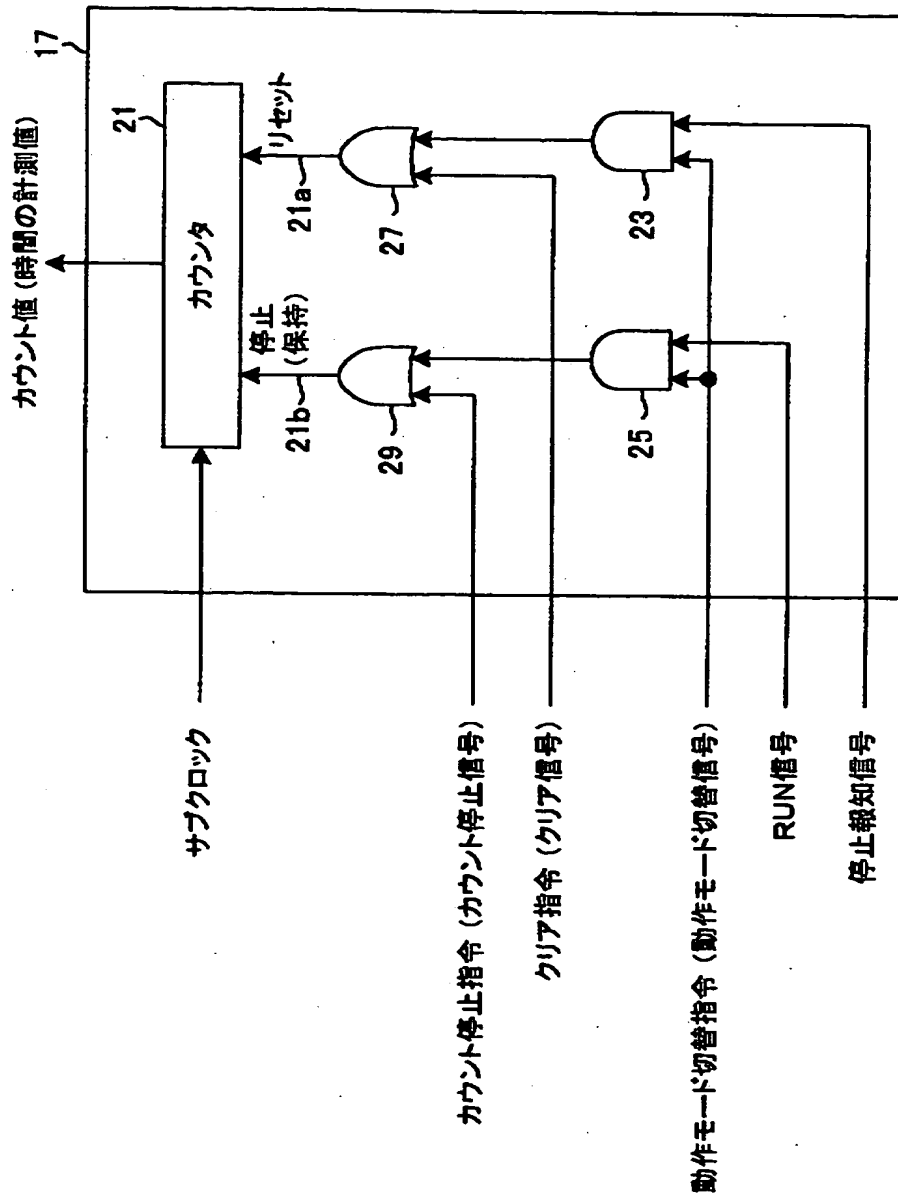 カウント値(時間の計測値)
17
21
カウンタ
リセット
21a
停止
(保持)
21b
27
29
23
25
サブクロック
カウント停止指令(カウント停止信号)
クリア指令(クリア信号)
動作モード切替指令(動作モード切替信号)
RUN信号
停止報知信号